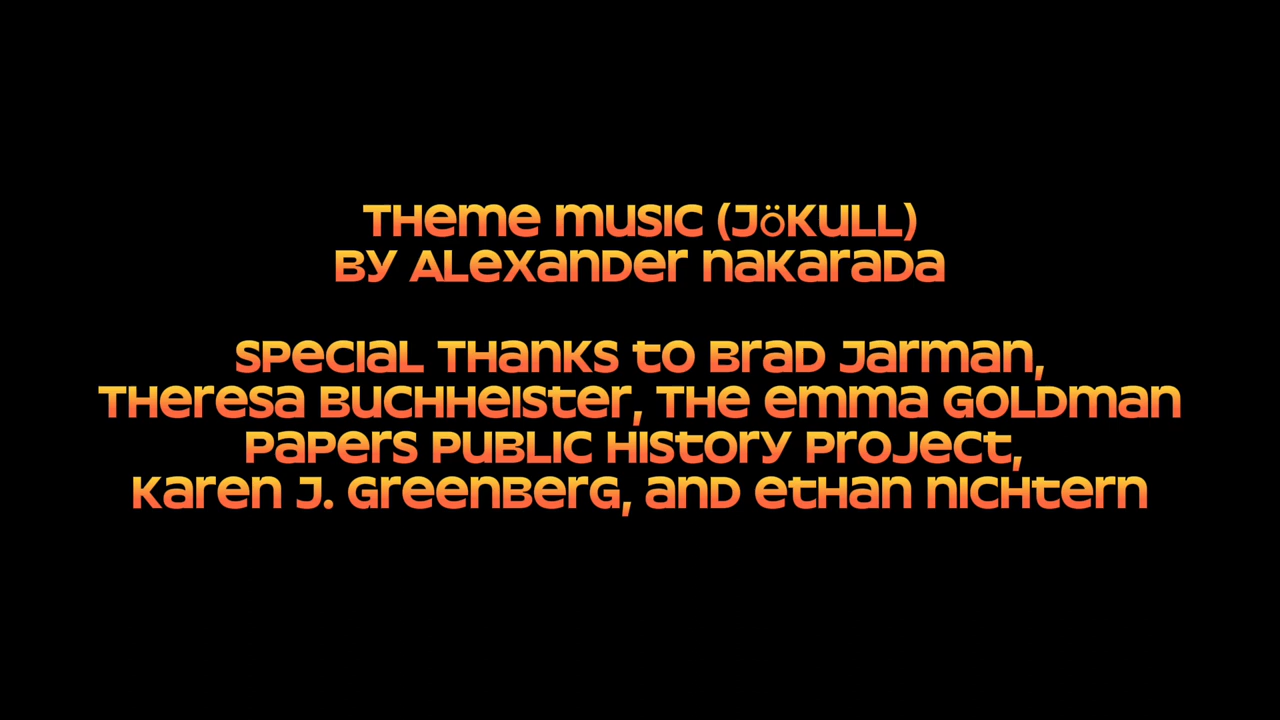 Theme music (Jökull)
by Alexander Nakarada
Special thanks to Brad Jarman,
Theresa Buchheister, The Emma Goldman
Papers Public History Project,
Karen J. Greenberg, and Ethan Nichtern